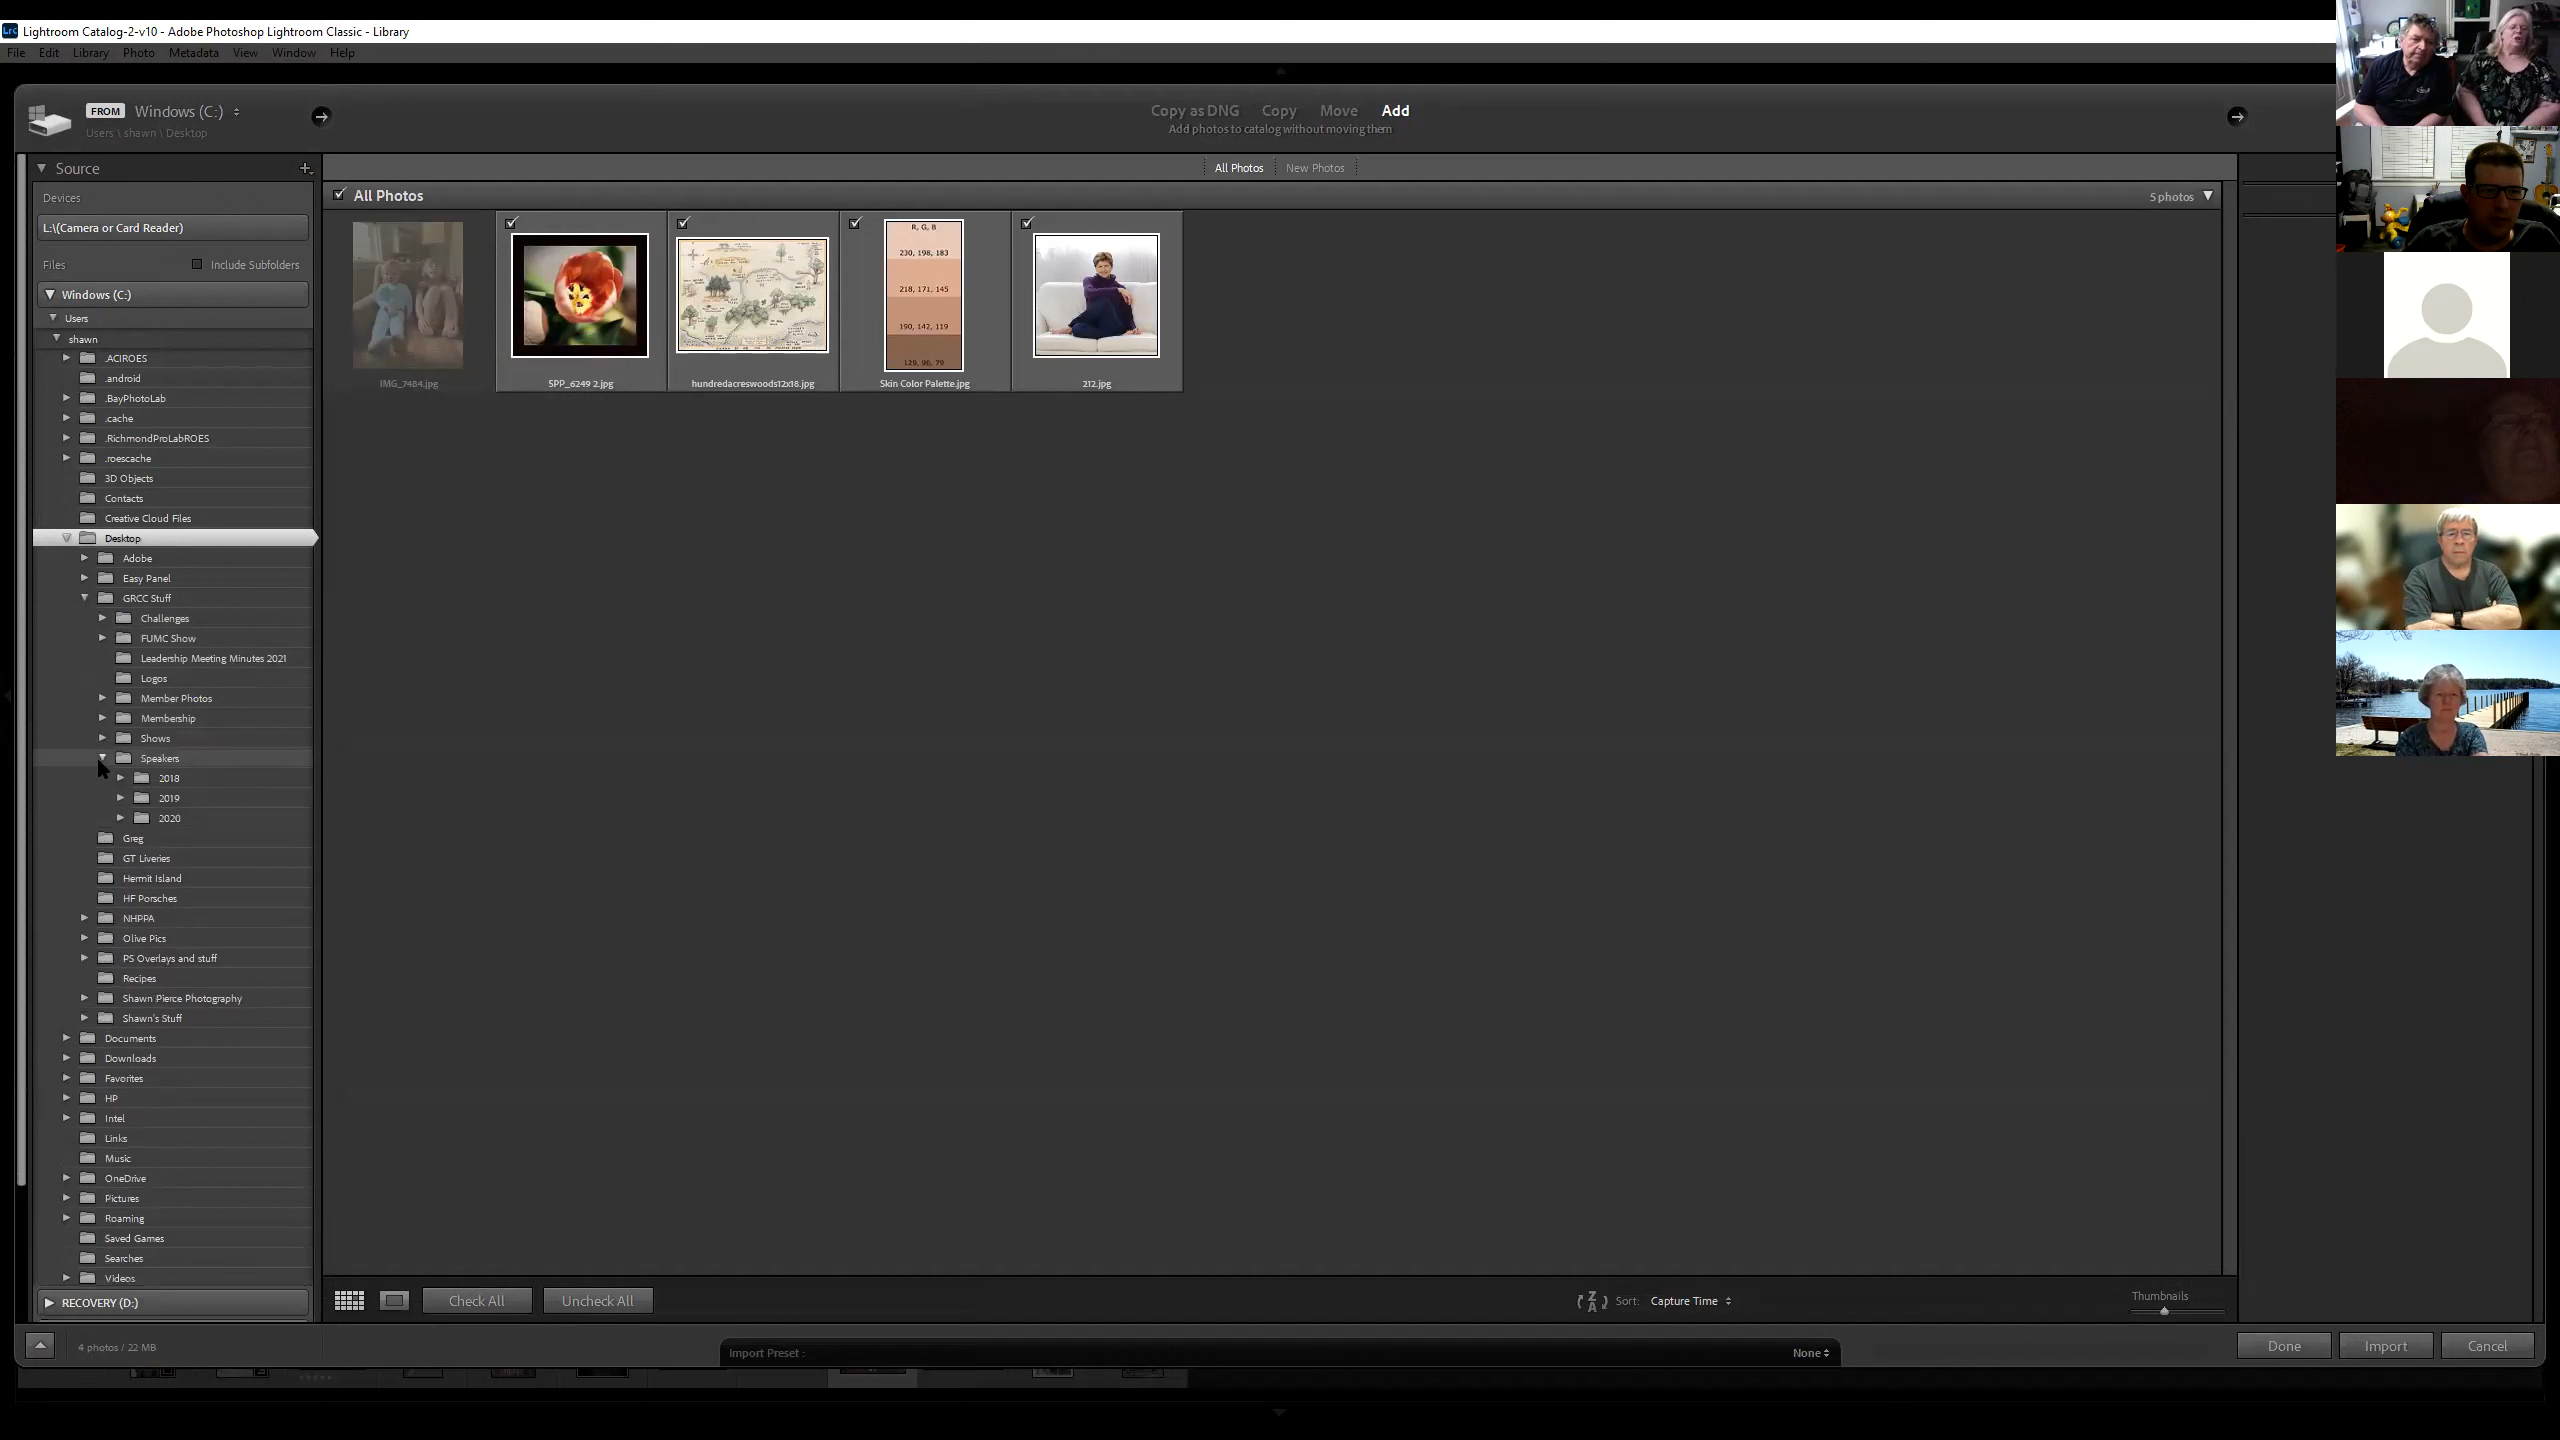 Lrc Lightroom Catalog-2-v10 - Adobe Photoshop Lightroom Classic - Library
File Edit Library Photo Metadata View Window Help
FROM Windows (C:)
Users \ shawn \ Desktop
Copy as DNG Copy Move Add
Add photos to catalog without moving them
Source
All Photos New Photos
Devices
All Photos
5 photos
L:\(Camera or Card Reader)
Files Include Subfolders
Windows (C:)
Users
shawn
.ACIROES
.android
.BayPhotoLab
.cache
.RichmondProLabROES
.roescache
3D Objects
Contacts
Creative Cloud Files
Desktop
Adobe
Easy Panel
GRCC Stuff
Challenges
FUMC Show
Leadership Meeting Minutes 2021
Logos
Member Photos
Membership
Shows
Speakers
2018
2019
2020
Greg
GT Liveries
Hermit Island
HF Porsches
NHPPA
Olive Pics
PS Overlays and stuff
Recipes
Shawn Pierce Photography
Shawn's Stuff
Documents
Downloads
Favorites
HP
Intel
Links
Music
OneDrive
Pictures
Roaming
Saved Games
Searches
Videos
RECOVERY (D:)
R, G, B
230, 198, 183
218, 171, 145
190, 142, 119
129, 96, 79
IMG_7484.jpg
SPP_6249 2.jpg
hundredacreswoods12x18.jpg
Skin Color Palette.jpg
212.jpg
Check All Uncheck All
Sort: Capture Time
Thumbnails
4 photos / 22 MB
Import Preset : None
Done Import Cancel